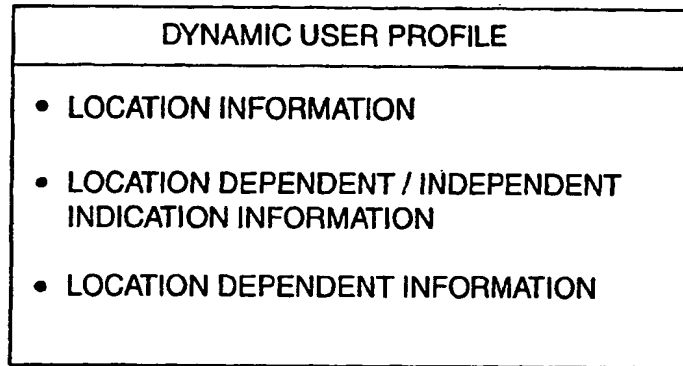 DYNAMIC USER PROFILE
• LOCATION INFORMATION
• LOCATION DEPENDENT / INDEPENDENT
INDICATION INFORMATION
• LOCATION DEPENDENT INFORMATION